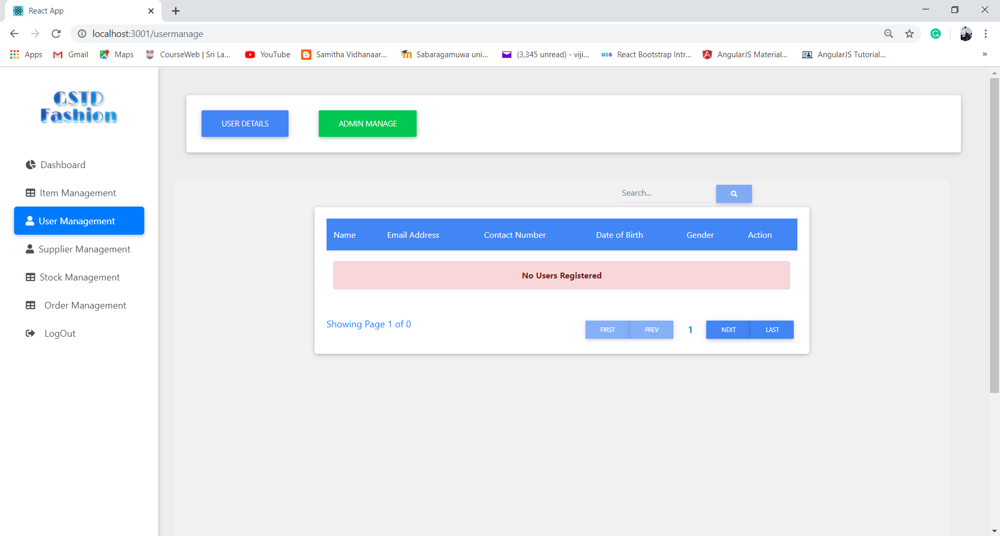 React App
localhost:3001/usermanage
Apps
Gmail
Maps
CourseWeb | Sri La...
YouTube
Samitha Vidhanaar...
Sabaragamuwa uni...
(3,345 unread) - viji...
MDB
React Bootstrap Intr...
AngularJS Material...
AngularJS Tutorial...
»
GSTD
Fashion
Dashboard
Item Management
User Management
Supplier Management
Stock Management
Order Management
LogOut
USER DETAILS
ADMIN MANAGE
Search...
Name Email Address Contact Number Date of Birth Gender Action
No Users Registered
Showing Page 1 of 0
FIRST PREV 1 NEXT LAST